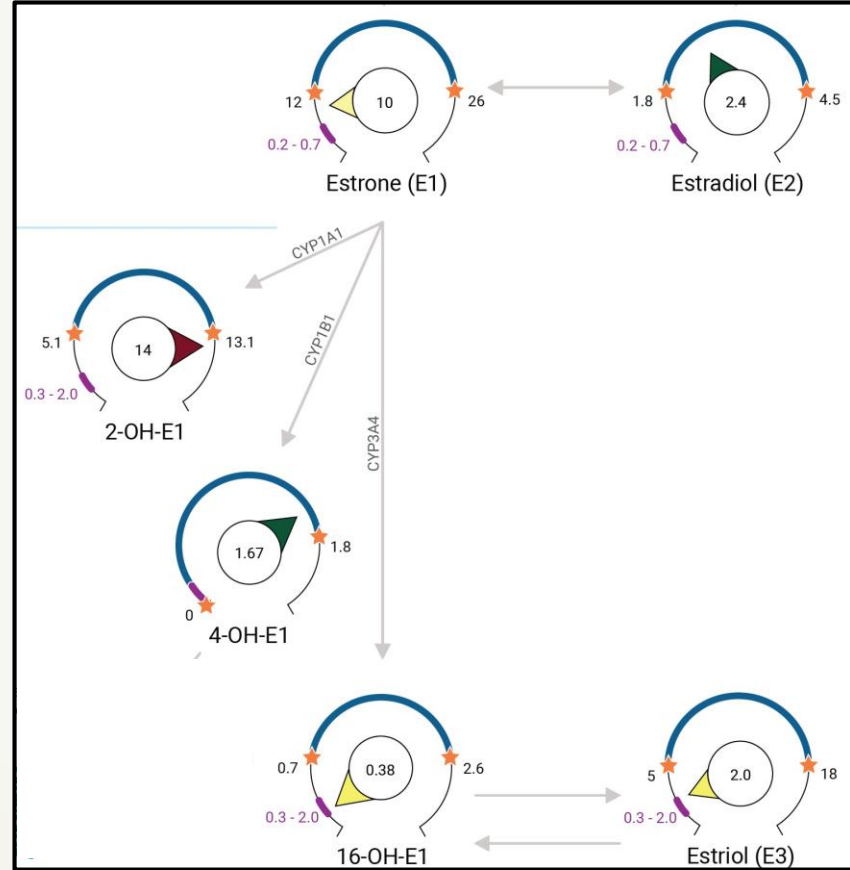 10
12
26
0.2 - 0.7
Estrone (E1)
2.4
1.8
4.5
0.2 - 0.7
Estradiol (E2)
CYP1A1
CYP1B1
CYP3A4
14
5.1
13.1
0.3 - 2.0
2-OH-E1
1.67
1.8
0
4-OH-E1
0.38
0.7
2.6
0.3 - 2.0
16-OH-E1
2.0
5
18
0.3 - 2.0
Estriol (E3)